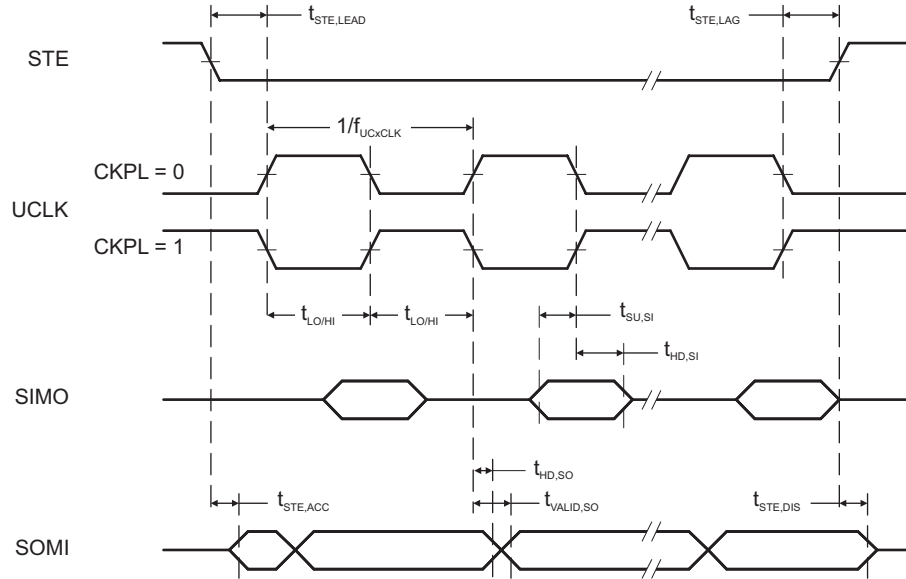 tSTE,LEAD
tSTE,LAG
STE
1/fUCxCLK
CKPL = 0
UCLK
CKPL = 1
tLO/HI
tLO/HI
tSU,SI
tHD,SI
SIMO
tHD,SO
tSTE,ACC
tVALID,SO
tSTE,DIS
SOMI